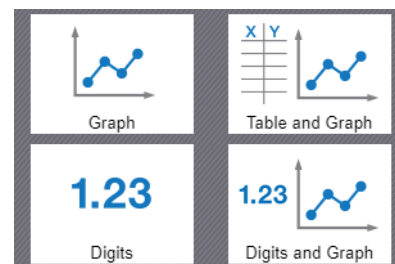 X Y
Graph
Table and Graph
1.23
1.23
Digits
Digits and Graph